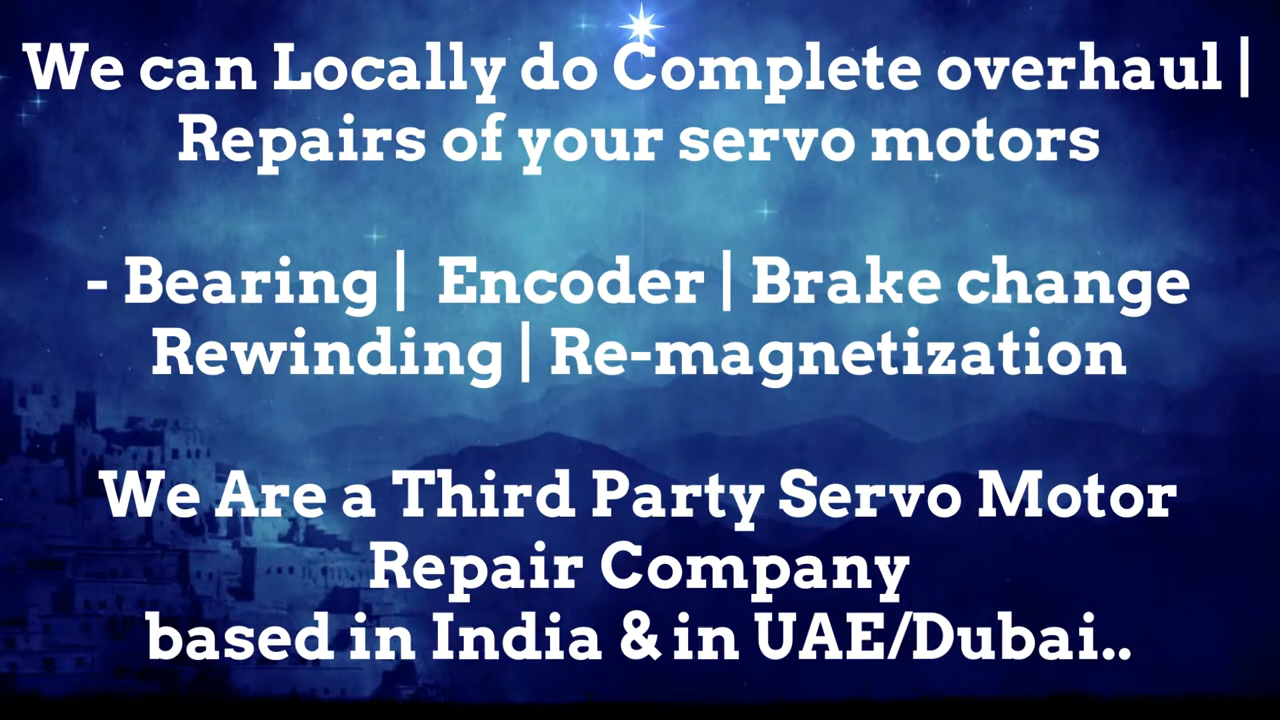 We can Locally do Complete overhaul |
Repairs of your servo motors
- Bearing | Encoder | Brake change
Rewinding | Re-magnetization
We Are a Third Party Servo Motor
Repair Company
based in India & in UAE/Dubai..